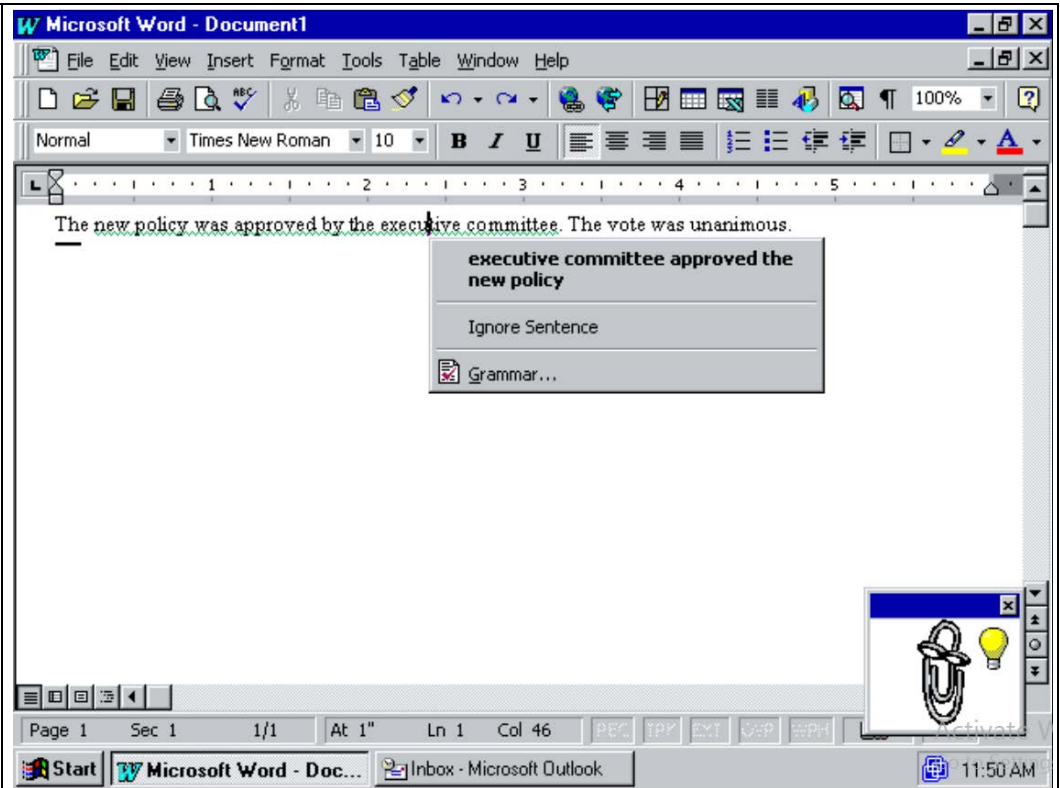 Microsoft Word - Document1
File Edit View Insert Format Tools Table Window Help
ABC 100%
Normal Times New Roman 10 B I U A
1 2 3 4 5
The new policy was approved by the executive committee. The vote was unanimous.
executive committee approved the
new policy
Ignore Sentence
Grammar...
Page 1 Sec 1 1/1 At 1" Ln 1 Col 46 REC TRK EXT OVR WPH
Activate
Start Microsoft Word - Doc... Inbox - Microsoft Outlook 11:50 AM